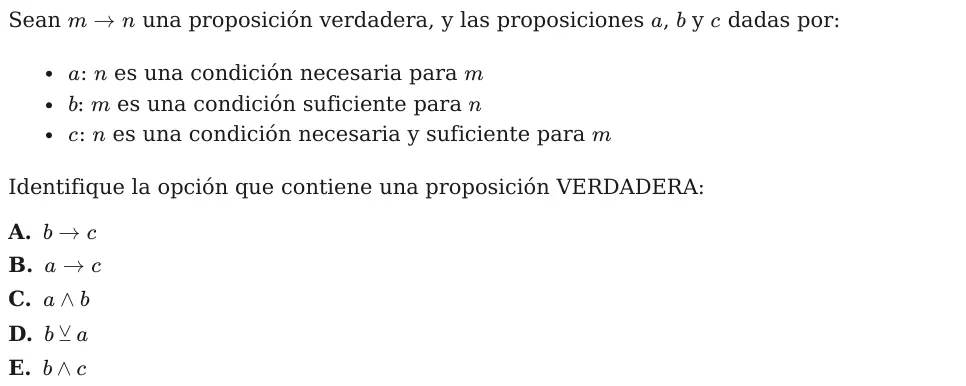 Sean m → n una proposición verdadera, y las proposiciones a, b y c dadas por:
• a: n es una condición necesaria para m
• b: m es una condición suficiente para n
• c: n es una condición necesaria y suficiente para m
Identifique la opción que contiene una proposición VERDADERA:
A. b → c
B. a → c
C. a ∧ b
D. b ⊻ a
E. b ∧ c